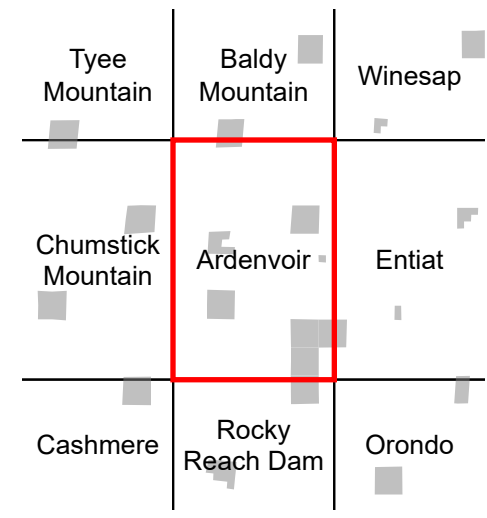 Tyee
Mountain
Baldy
Mountain
Winesap
Chumstick
Mountain
Ardenvoir
Entiat
Cashmere
Rocky
Reach Dam
Orondo